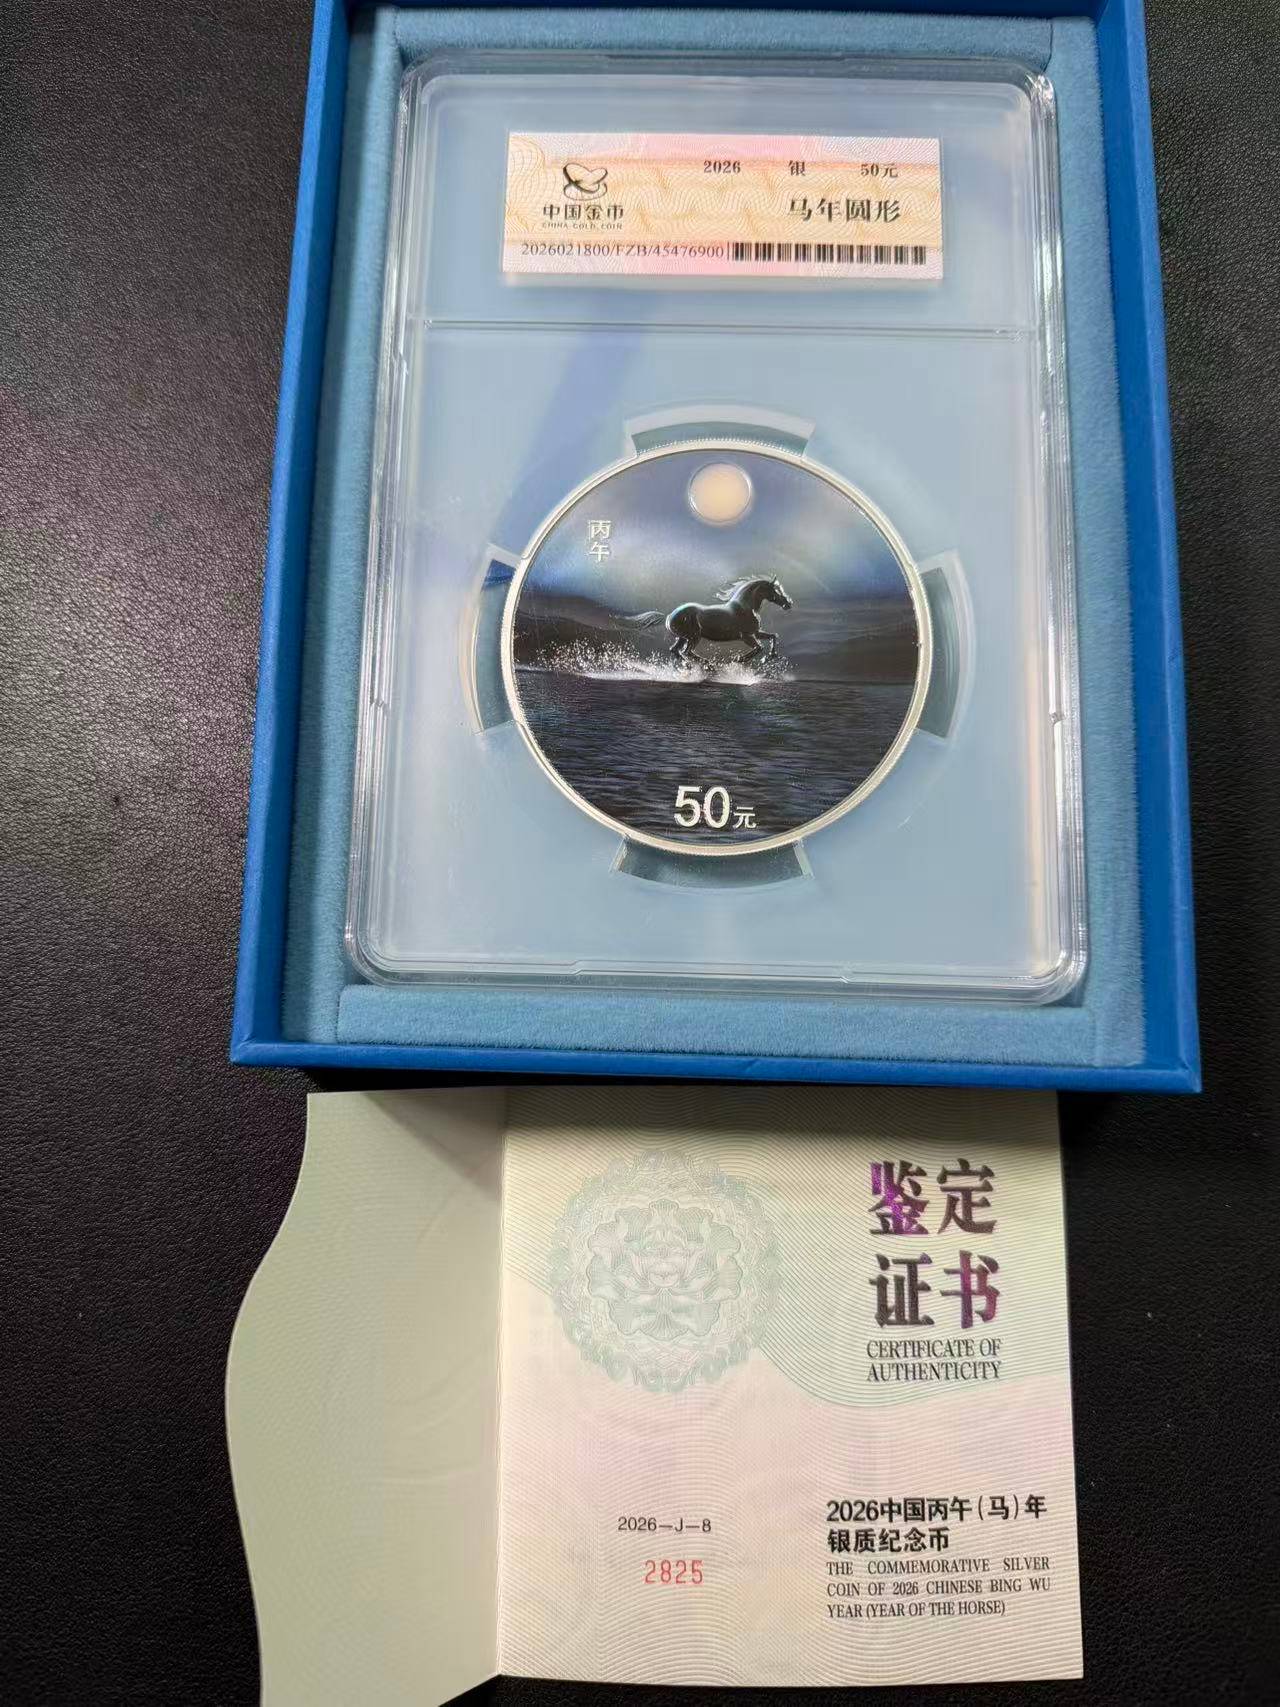 2026 银 50元
中国金币
CHINA GOLD COIN
马年圆形
2026021800/FZB/45476900
丙
午
50元
鉴定
证书
CERTIFICATE OF
AUTHENTICITY
2026-J-8
2825
2026中国丙午(马)年
银质纪念币
THE COMMEMORATIVE SILVER
COIN OF 2026 CHINESE BING WU
YEAR (YEAR OF THE HORSE)